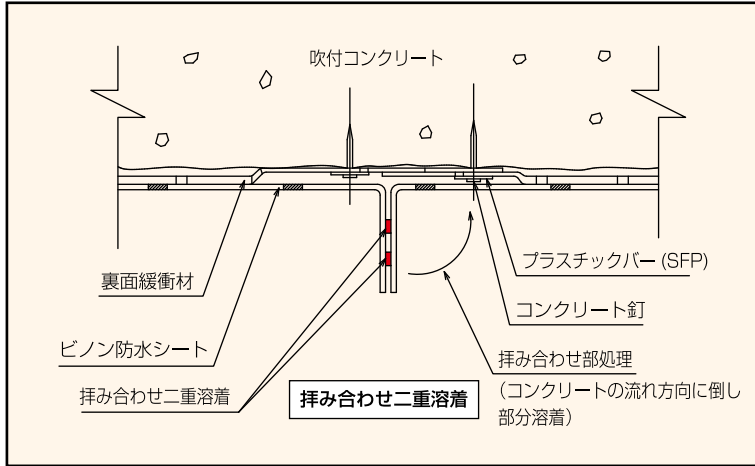 吹付コンクリート
裏面緩衝材
プラスチックバー(SFP)
コンクリート釘
ビノン防水シート
拝み合わせ部処理
(コンクリートの流れ方向に倒し
部分溶着)
拝み合わせ二重溶着
拝み合わせ二重溶着